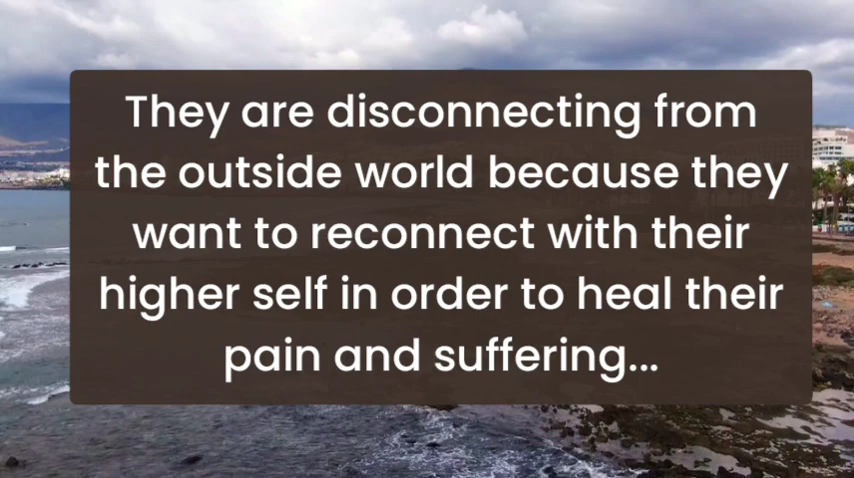 They are disconnecting from
the outside world because they
want to reconnect with their
higher self in order to heal their
pain and suffering...